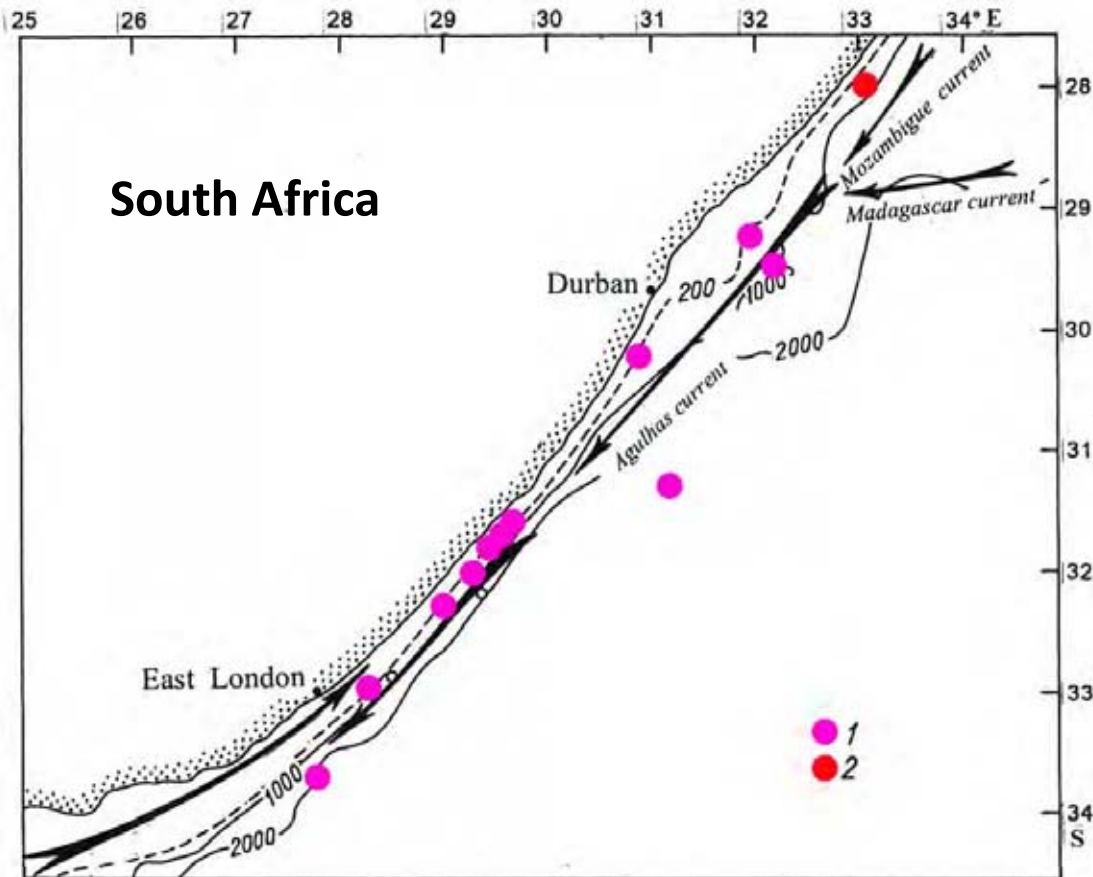 25 26 27 28 29 30 31 32 33 34° E
28
Mozambigue current
South Africa
Madagascar current
29
Durban
200
1000
30
2000
Agulhas current
31
32
East London
33
1
1000
2
34
2000
S